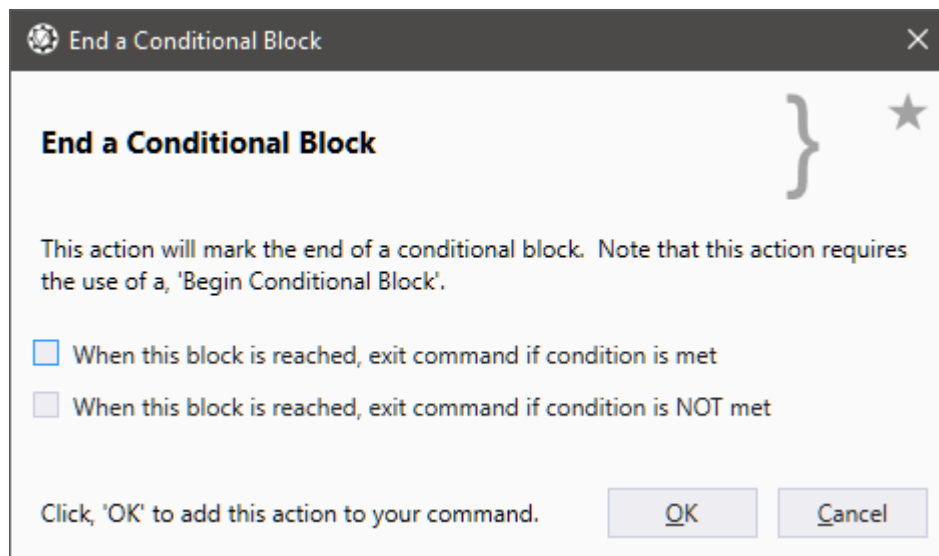 End a Conditional Block
End a Conditional Block
}
This action will mark the end of a conditional block.  Note that this action requires
the use of a, 'Begin Conditional Block'.
When this block is reached, exit command if condition is met
When this block is reached, exit command if condition is NOT met
Click, 'OK' to add this action to your command.
OK
Cancel